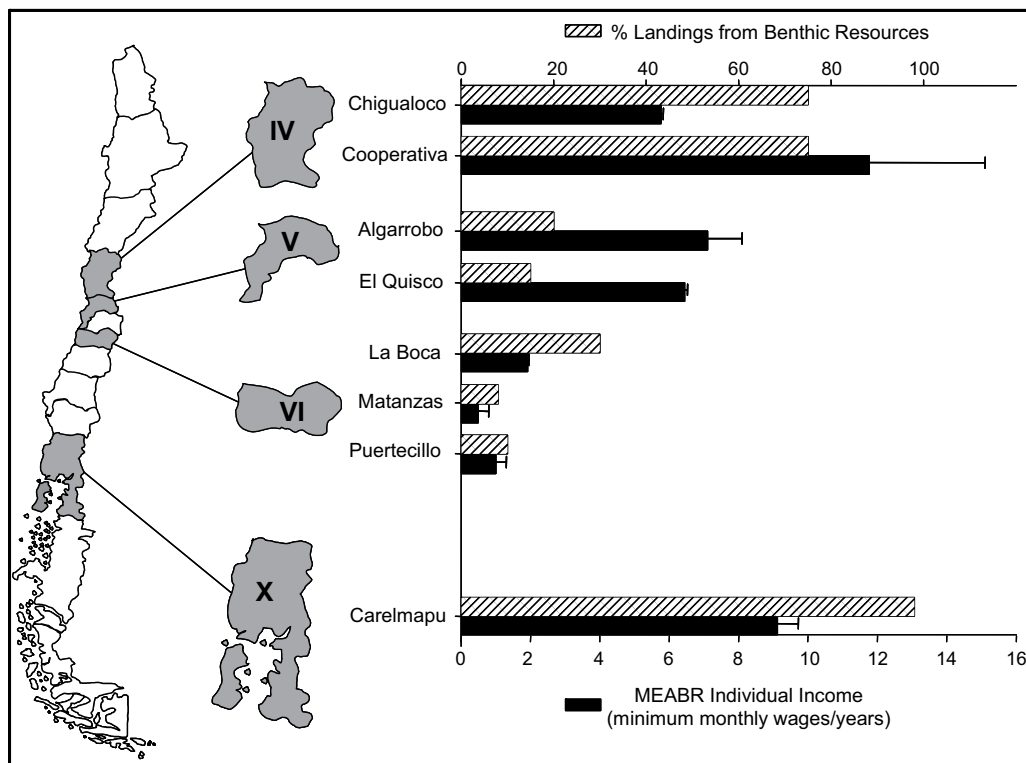 % Landings from Benthic Resources
0 20 40 60 80 100
Chigualoco
Cooperativa
Algarrobo
El Quisco
La Boca
Matanzas
Puertecillo
Carelmapu
IV
V
VI
X
0 2 4 6 8 10 12 14 16
MEABR Individual Income
(minimum monthly wages/years)